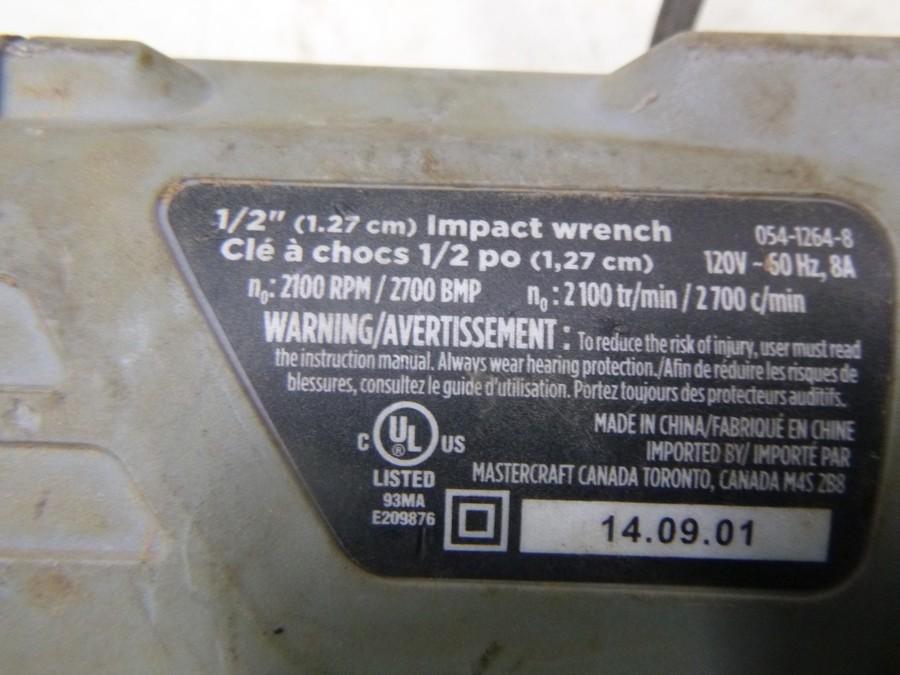 1/2" (1.27 cm) Impact wrench 054-1264-8
Clé à chocs 1/2 po (1,27 cm) 120V ~ 60 Hz, 8A
n₀: 2100 RPM / 2700 BMP n₀ : 2 100 tr/min / 2 700 c/min
WARNING/AVERTISSEMENT : To reduce the risk of injury, user must read
the instruction manual. Always wear hearing protection./Afin de réduire les risques de
blessures, consultez le guide d'utilisation. Portez toujours des protecteurs auditifs.
MADE IN CHINA/FABRIQUÉ EN CHINE
IMPORTED BY/ IMPORTÉ PAR
MASTERCRAFT CANADA TORONTO, CANADA M4S 2B8
C UL ® US
LISTED
93MA
E209876
14.09.01